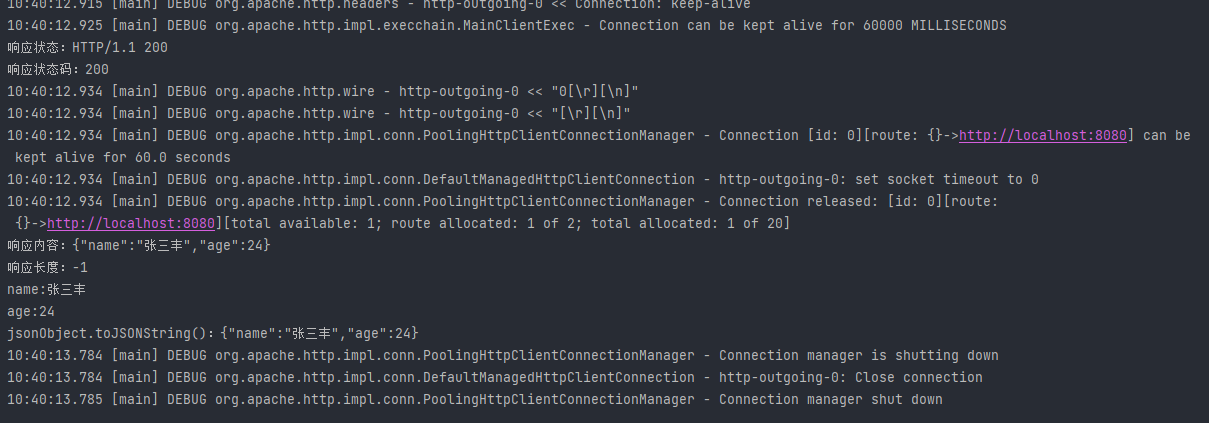 10:40:12.915 [main] DEBUG org.apache.http.headers - http-outgoing-0 << Connection: keep-alive
10:40:12.925 [main] DEBUG org.apache.http.impl.execchain.MainClientExec - Connection can be kept alive for 60000 MILLISECONDS
响应状态：HTTP/1.1 200
响应状态码：200
10:40:12.934 [main] DEBUG org.apache.http.wire - http-outgoing-0 << "0[\r][\n]"
10:40:12.934 [main] DEBUG org.apache.http.wire - http-outgoing-0 << "[\r][\n]"
10:40:12.934 [main] DEBUG org.apache.http.impl.conn.PoolingHttpClientConnectionManager - Connection [id: 0][route: {}->http://localhost:8080] can be
kept alive for 60.0 seconds
10:40:12.934 [main] DEBUG org.apache.http.impl.conn.DefaultManagedHttpClientConnection - http-outgoing-0: set socket timeout to 0
10:40:12.934 [main] DEBUG org.apache.http.impl.conn.PoolingHttpClientConnectionManager - Connection released: [id: 0][route:
{}->http://localhost:8080][total available: 1; route allocated: 1 of 2; total allocated: 1 of 20]
响应内容：{"name":"张三丰","age":24}
响应长度：-1
name:张三丰
age:24
jsonObject.toJSONString()：{"name":"张三丰","age":24}
10:40:13.784 [main] DEBUG org.apache.http.impl.conn.PoolingHttpClientConnectionManager - Connection manager is shutting down
10:40:13.784 [main] DEBUG org.apache.http.impl.conn.DefaultManagedHttpClientConnection - http-outgoing-0: Close connection
10:40:13.785 [main] DEBUG org.apache.http.impl.conn.PoolingHttpClientConnectionManager - Connection manager shut down